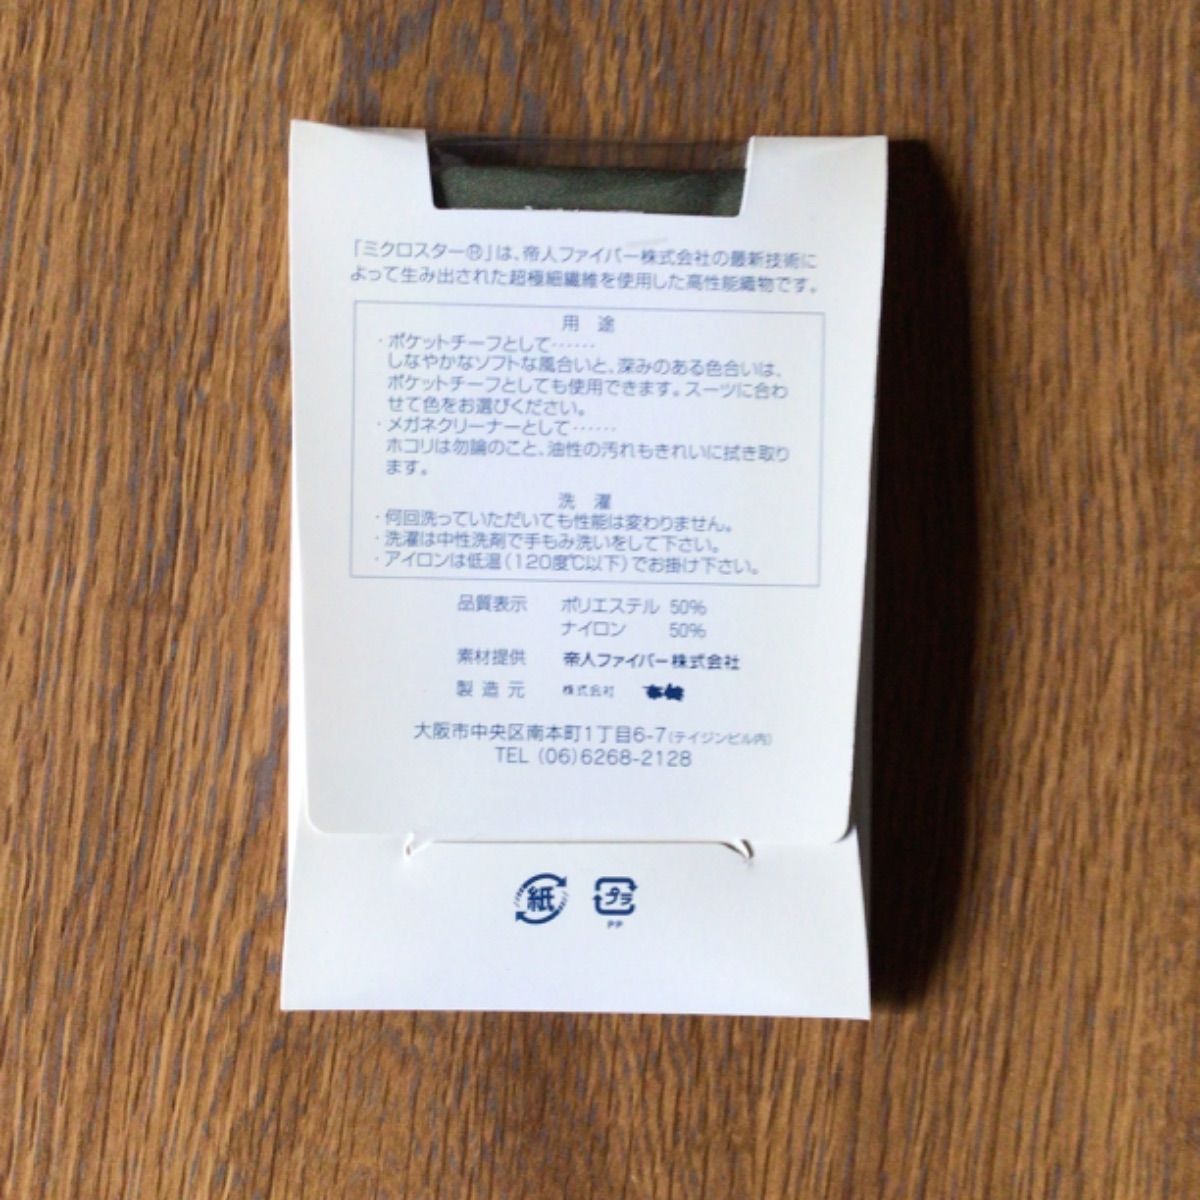 「ミクロスター®」は、帝人ファイバー株式会社の最新技術に
よって生み出された超極細繊維を使用した高性能織物です。
用 途
・ポケットチーフとして……
しなやかなソフトな風合いと、深みのある色合いは、
ポケットチーフとしても使用できます。スーツに合わ
せて色をお選びください。
・メガネクリーナーとして……
ホコリは勿論のこと、油性の汚れもきれいに拭き取り
ます。
洗 濯
・何回洗っていただいても性能は変わりません。
・洗濯は中性洗剤で手もみ洗いをして下さい。
・アイロンは低温(120度℃以下)でお掛け下さい。
品質表示 ポリエステル 50%
ナイロン 50%
素材提供 帝人ファイバー株式会社
製造元 株式会社
大阪市中央区南本町1丁目6-7(テイジンビル内)
TEL (06)6268-2128
紙 プラ
PP